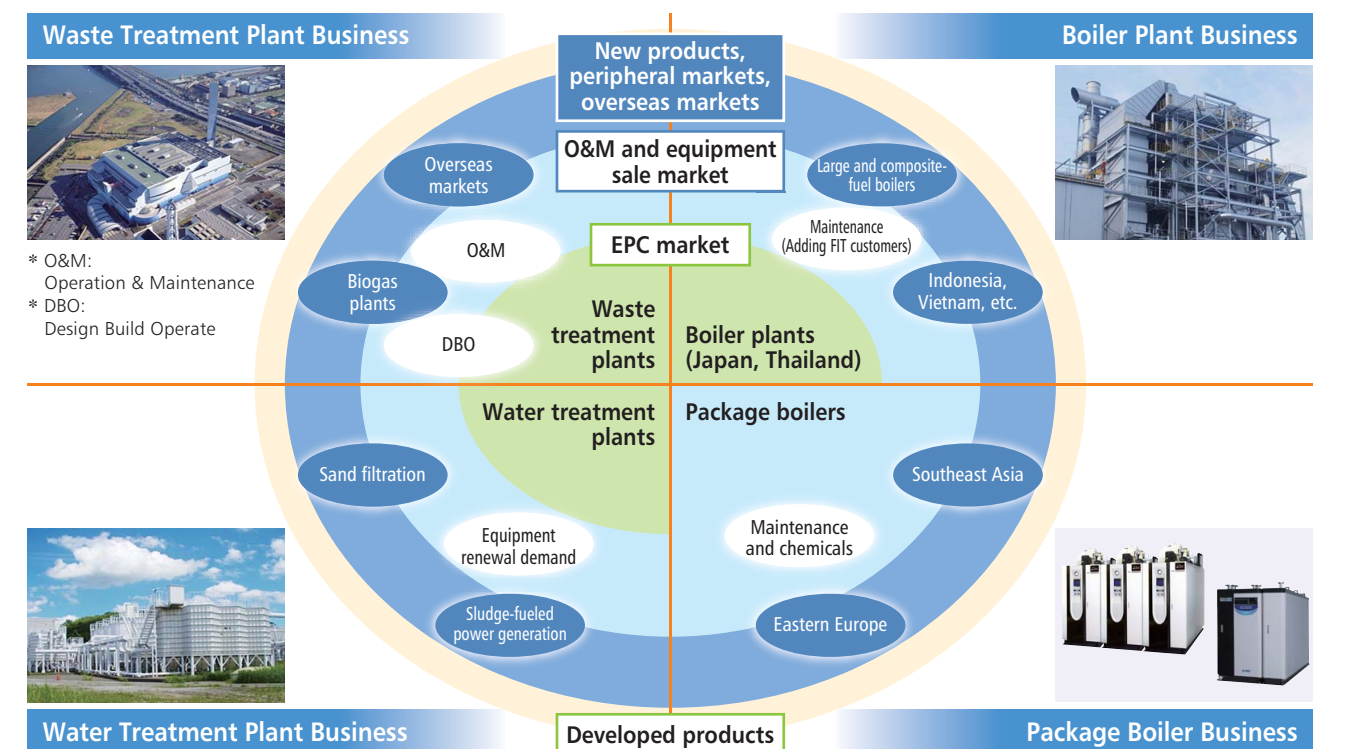 Waste Treatment Plant Business
Boiler Plant Business
New products,
peripheral markets,
overseas markets
O&M and equipment
sale market
EPC market
Overseas
markets
O&M
Biogas
plants
DBO
Waste
treatment
plants
Large and composite-
fuel boilers
Maintenance
(Adding FIT customers)
Indonesia,
Vietnam, etc.
Boiler plants
(Japan, Thailand)
* O&M:
Operation & Maintenance
* DBO:
Design Build Operate
Water treatment
plants
Sand filtration
Equipment
renewal demand
Sludge-fueled
power generation
Package boilers
Southeast Asia
Maintenance
and chemicals
Eastern Europe
Water Treatment Plant Business
Developed products
Package Boiler Business